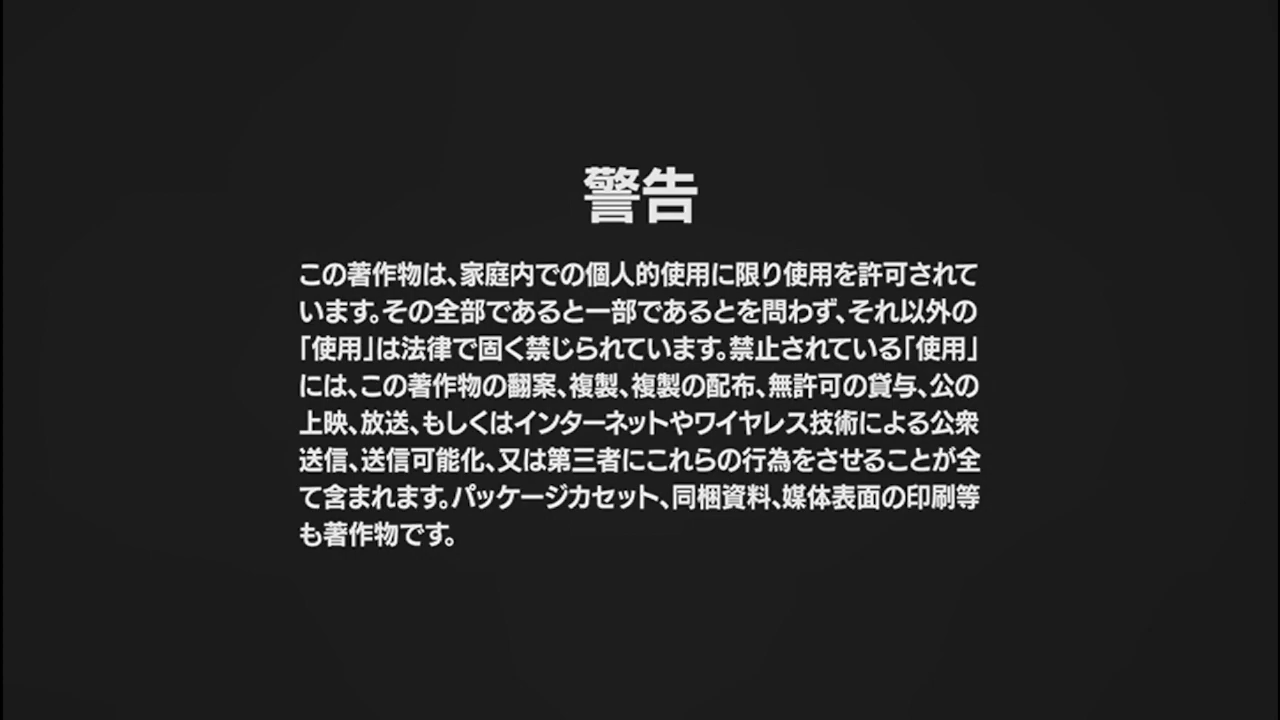 警告
この著作物は、家庭内での個人的使用に限り使用を許可されて
います。その全部であると一部であるとを問わず、それ以外の
「使用」は法律で固く禁じられています。禁止されている「使用」
には、この著作物の翻案、複製、複製の配布、無許可の貸与、公の
上映、放送、もしくはインターネットやワイヤレス技術による公衆
送信、送信可能化、又は第三者にこれらの行為をさせることが全
て含まれます。パッケージカセット、同梱資料、媒体表面の印刷等
も著作物です。